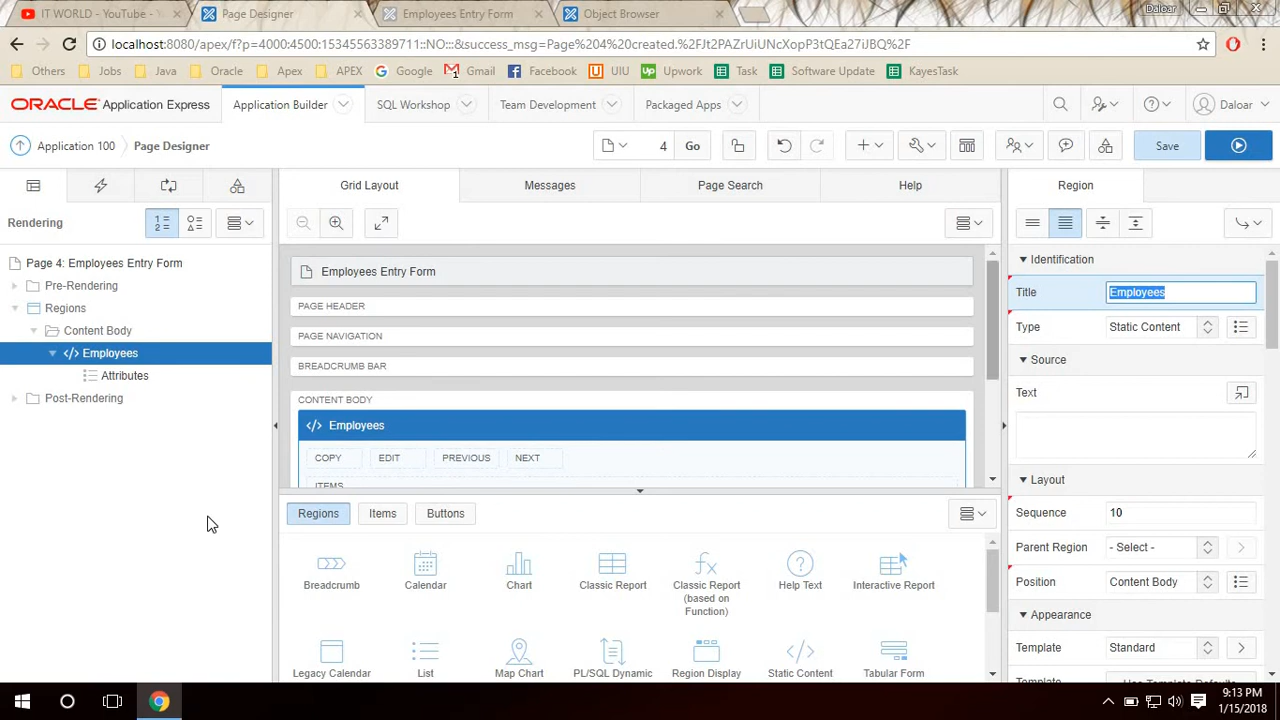 IT WORLD - YouTube -
Page Designer
Employees Entry Form
Object Browser
Daloar
localhost:8080/apex/f?p=4000:4500:15345563389711::NO:::&success_msg=Page%204%20created.%2FJt2PAZrUiUNcXopP3tQEa27iJBQ%2F
Others
Jobs
Java
Oracle
Apex
APEX
Google
Gmail
Facebook
UIU
Upwork
Task
Software Update
KayesTask
ORACLE Application Express
Application Builder
SQL Workshop
Team Development
Packaged Apps
Daloar
Application 100
Page Designer
4
Go
Save
Grid Layout
Messages
Page Search
Help
Region
Rendering
Page 4: Employees Entry Form
Pre-Rendering
Regions
Content Body
Employees
Attributes
Post-Rendering
Employees Entry Form
PAGE HEADER
PAGE NAVIGATION
BREADCRUMB BAR
CONTENT BODY
Employees
COPY
EDIT
PREVIOUS
NEXT
ITEMS
Regions
Items
Buttons
Breadcrumb
Calendar
Chart
Classic Report
Classic Report
(based on
Function)
Help Text
Interactive Report
Legacy Calendar
List
Map Chart
PL/SQL Dynamic
Region Display
Static Content
Tabular Form
Identification
Title
Employees
Type
Static Content
Source
Text
Layout
Sequence
10
Parent Region
- Select -
Position
Content Body
Appearance
Template
Standard
Template
Use Template Defaults
9:13 PM
1/15/2018